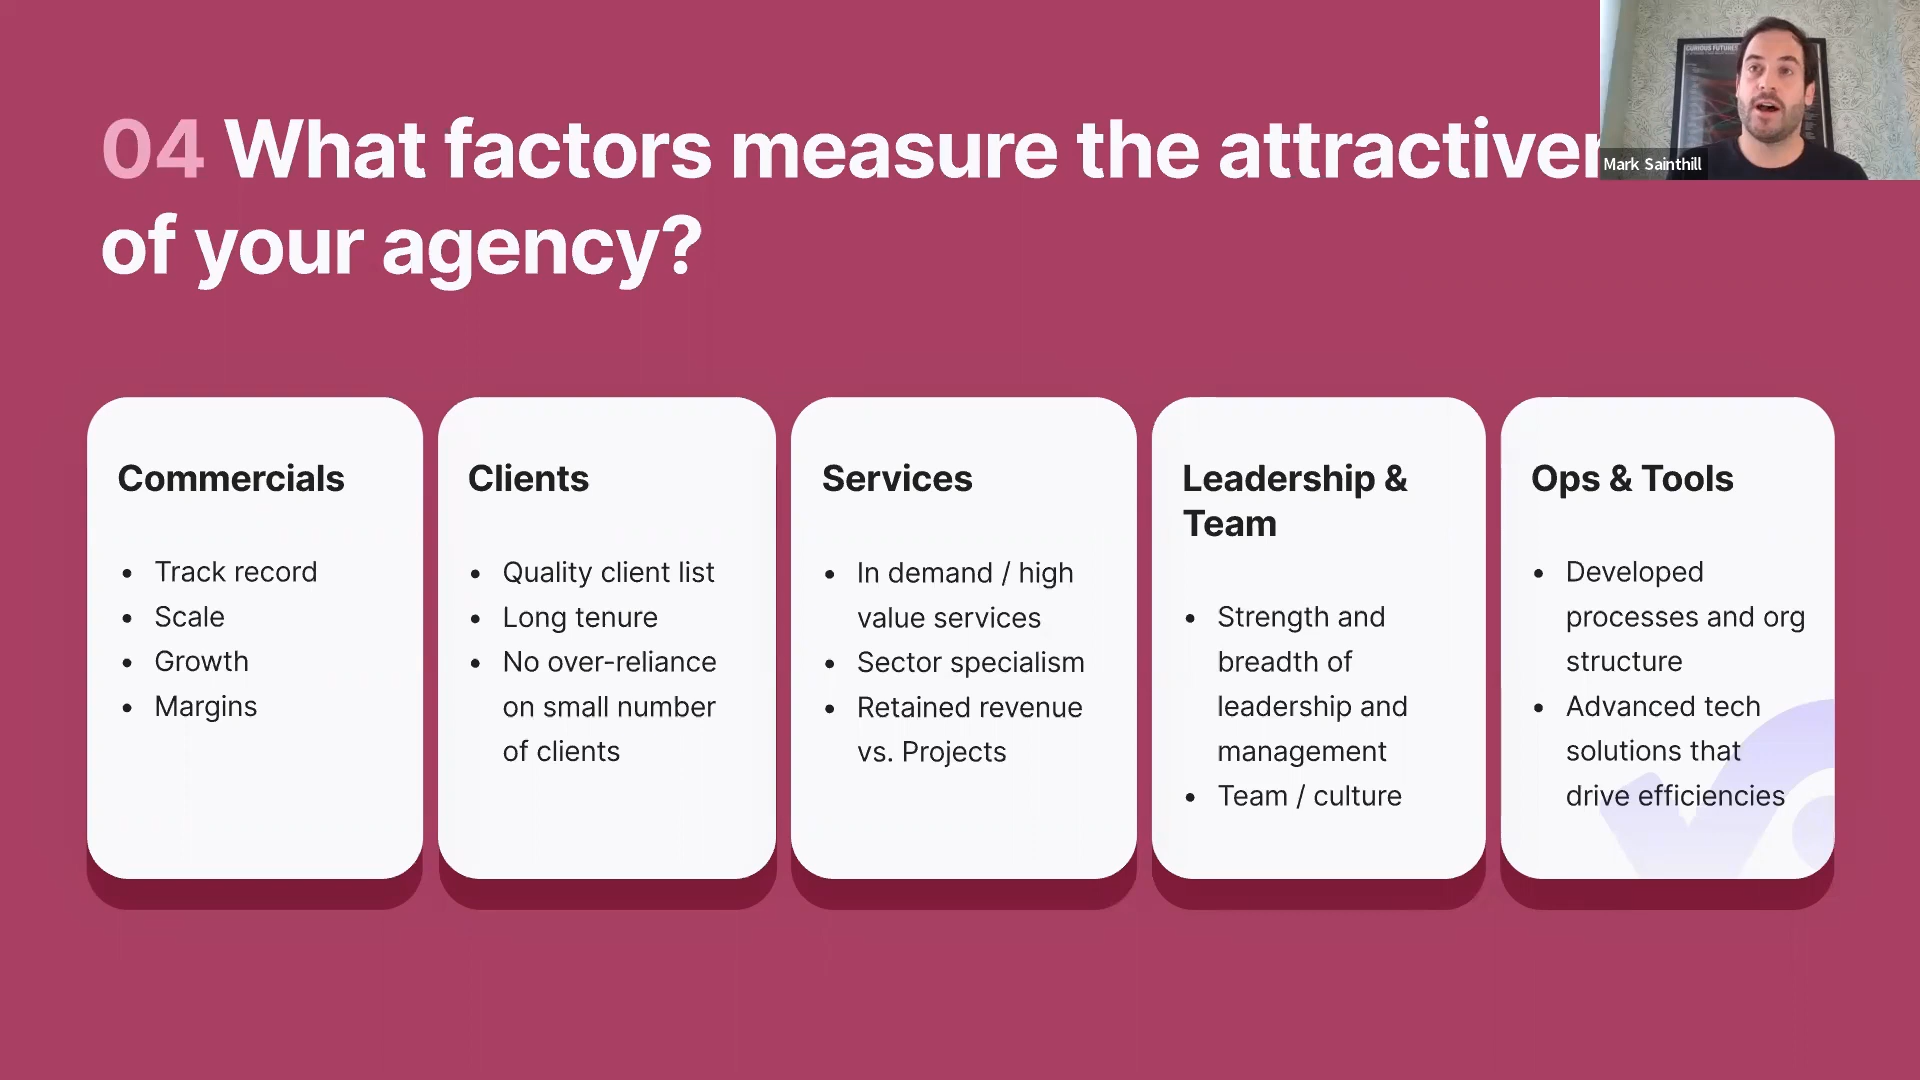 04 What factors measure the
of your agency?
Mark Sainthill
CURIOUS FUTURES
Commercials
Track record
Scale
Growth
Margins
Clients
Quality client list
Long tenure
No over-reliance
on small number
of clients
Services
In demand / high
value services
Sector specialism
Retained revenue
vs. Projects
Leadership &
Team
Strength and
breadth of
leadership and
management
Team / culture
Ops & Tools
Developed
processes and org
structure
Advanced tech
solutions that
drive efficiencies